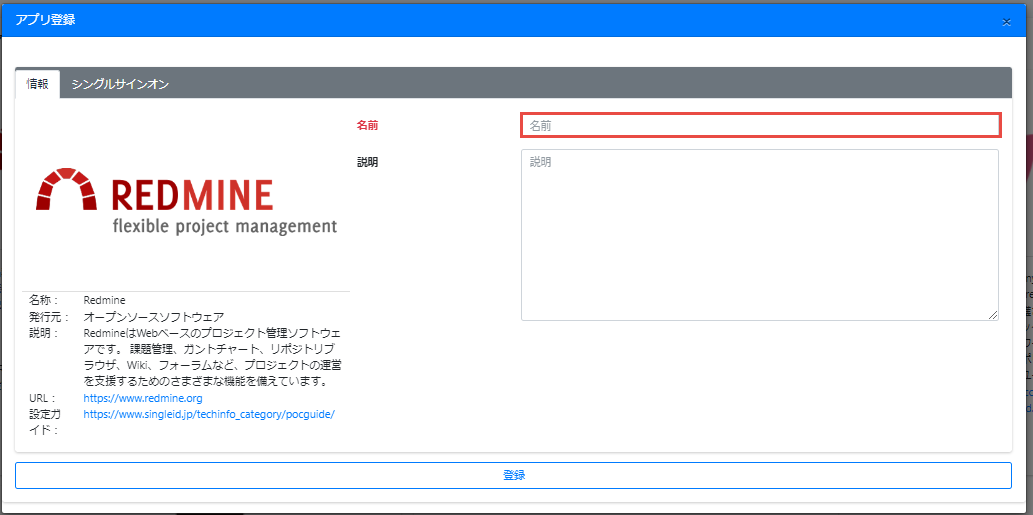 アプリ登録
×
情報 シングルサインオン
REDMINE
flexible project management
名前 名前
説明 説明
名称： Redmine
発行元： オープンソースソフトウェア
説明： RedmineはWebベースのプロジェクト管理ソフトウェ
アです。 課題管理、ガントチャート、リポジトリブ
ラウザ、Wiki、フォーラムなど、プロジェクトの運営
を支援するためのさまざまな機能を備えています。
URL： https://www.redmine.org
設定ガ https://www.singleid.jp/techinfo_category/pocguide/
イド：
登録